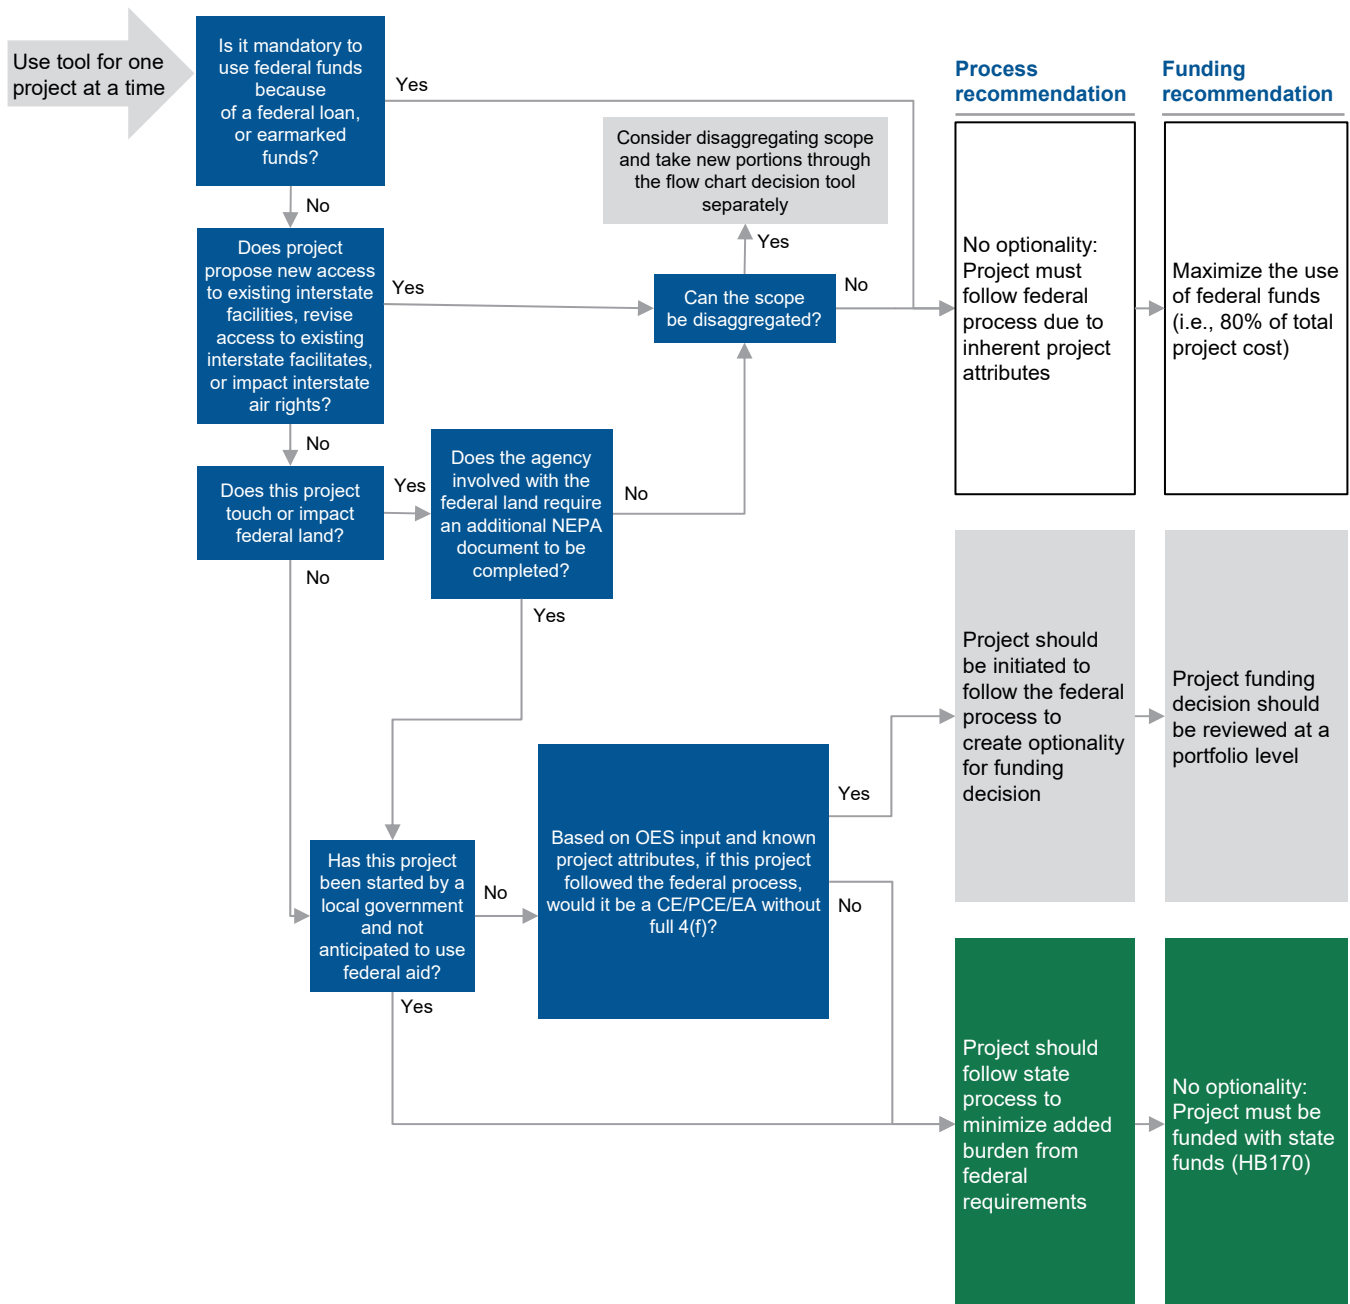 Use tool for one
project at a time
Is it mandatory to
use federal funds
because
of a federal loan,
or earmarked
funds?
Yes
No
Process
recommendation
Funding
recommendation
Consider disaggregating scope
and take new portions through
the flow chart decision tool
separately
Does project
propose new access
to existing interstate
facilities, revise
access to existing
interstate facilitates,
or impact interstate
air rights?
Yes
No
Can the scope
be disaggregated?
Yes
No
No optionality:
Project must
follow federal
process due to
inherent project
attributes
Maximize the use
of federal funds
(i.e., 80% of total
project cost)
Does this project
touch or impact
federal land?
Yes
No
Does the agency
involved with the
federal land require
an additional NEPA
document to be
completed?
No
Yes
Project should
be initiated to
follow the federal
process to
create optionality
for funding
decision
Project funding
decision should
be reviewed at a
portfolio level
Has this project
been started by a
local government
and not
anticipated to use
federal aid?
No
Yes
Based on OES input and known
project attributes, if this project
followed the federal process,
would it be a CE/PCE/EA without
full 4(f)?
Yes
No
Project should
follow state
process to
minimize added
burden from
federal
requirements
No optionality:
Project must be
funded with state
funds (HB170)